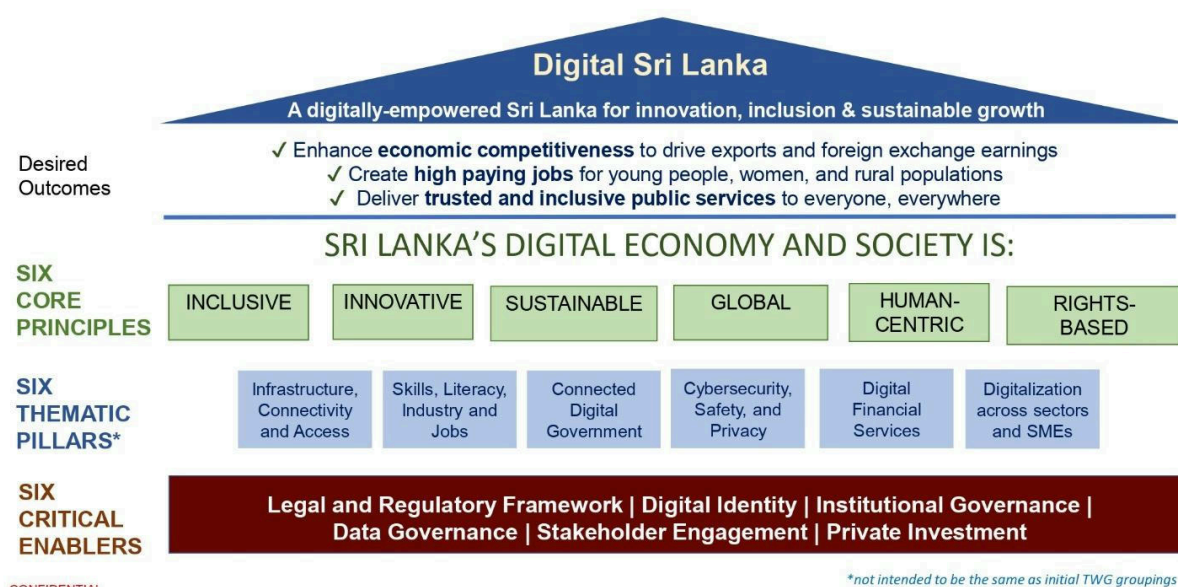 Digital Sri Lanka
A digitally-empowered Sri Lanka for innovation, inclusion & sustainable growth
Desired
Outcomes
✓ Enhance economic competitiveness to drive exports and foreign exchange earnings
✓ Create high paying jobs for young people, women, and rural populations
✓ Deliver trusted and inclusive public services to everyone, everywhere
SRI LANKA'S DIGITAL ECONOMY AND SOCIETY IS:
SIX
CORE
PRINCIPLES
INCLUSIVE
INNOVATIVE
SUSTAINABLE
GLOBAL
HUMAN-
CENTRIC
RIGHTS-
BASED
SIX
THEMATIC
PILLARS*
Infrastructure,
Connectivity
and Access
Skills, Literacy,
Industry and
Jobs
Connected
Digital
Government
Cybersecurity,
Safety, and
Privacy
Digital
Financial
Services
Digitalization
across sectors
and SMEs
SIX
CRITICAL
ENABLERS
Legal and Regulatory Framework | Digital Identity | Institutional Governance |
Data Governance | Stakeholder Engagement | Private Investment
*not intended to be the same as initial TWG groupings
CONFIDENTIAL